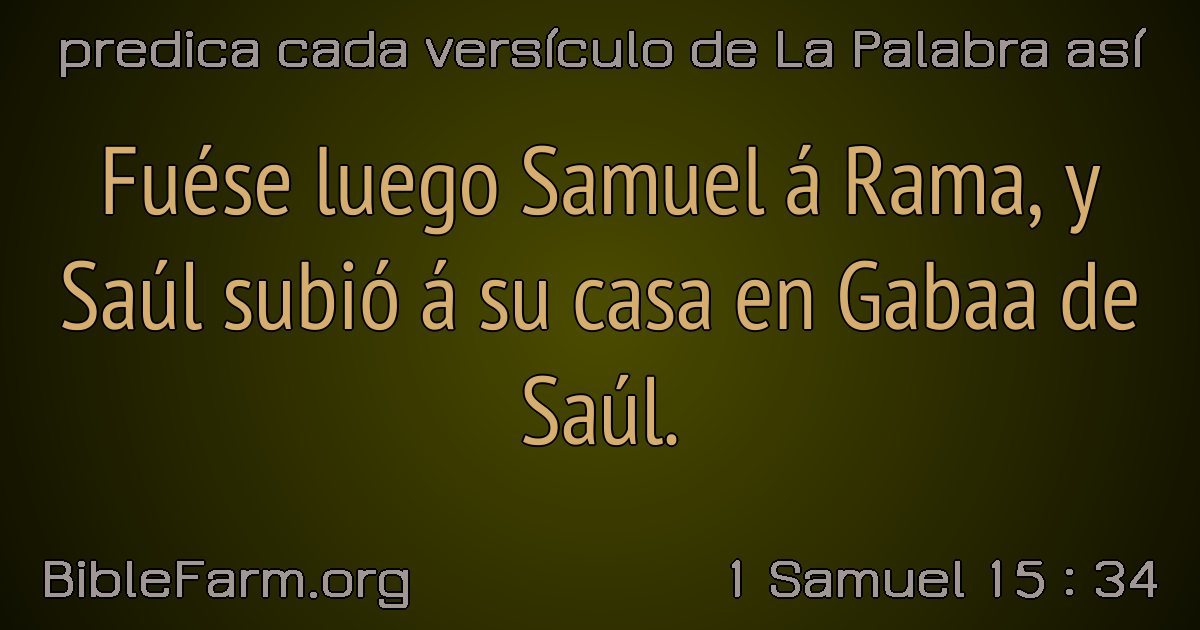 predica cada versículo de La Palabra así
Fuése luego Samuel á Rama, y
Saúl subió á su casa en Gabaa de
Saúl.
BibleFarm.org
1 Samuel 15 : 34